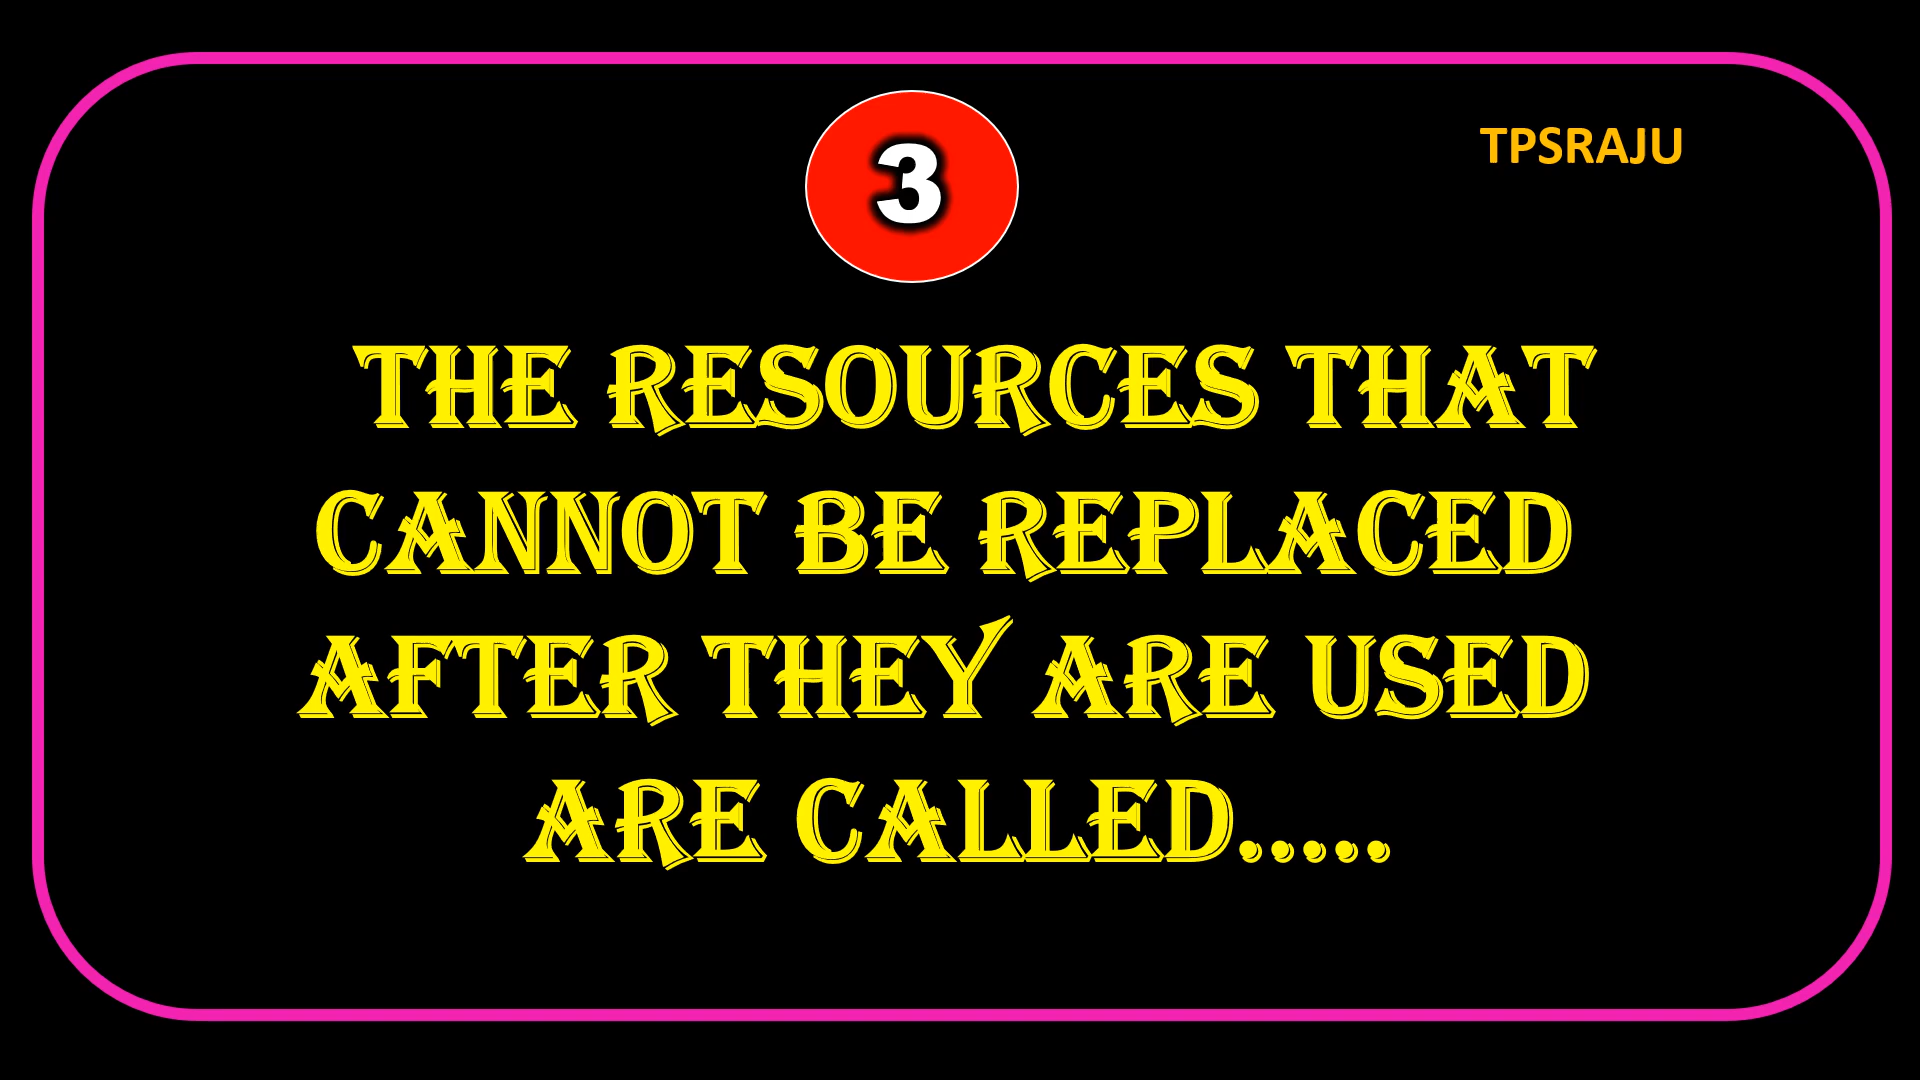 3
TPSRAJU
THE RESOURCES THAT
CANNOT BE REPLACED
AFTER THEY ARE USED
ARE CALLED.....